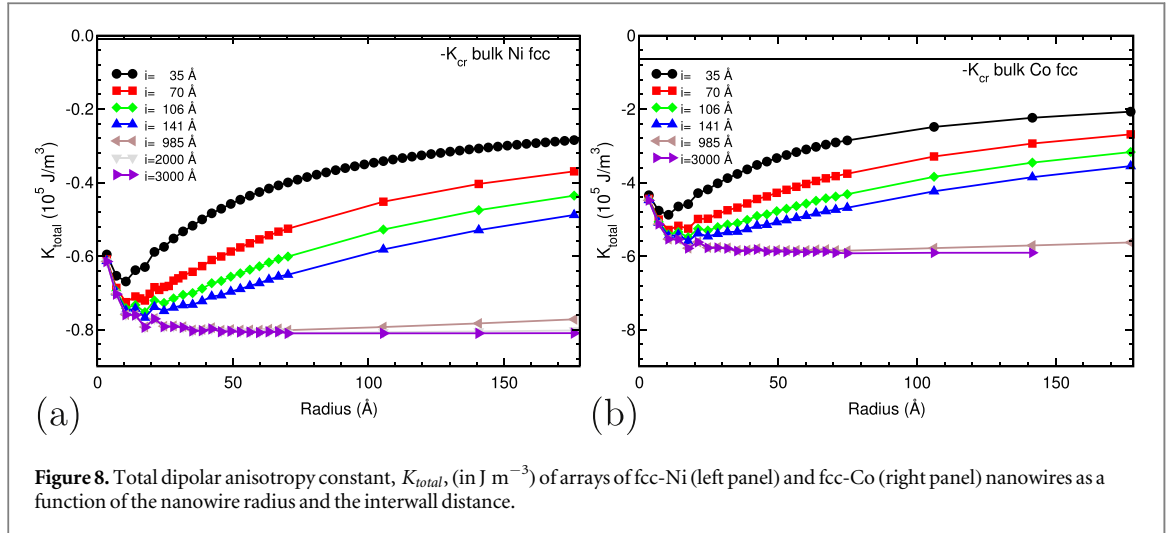 0.0
-0.2
-0.4
-0.6
-0.8
K_total (10^5 J/m^3)
-K_cr bulk Ni fcc
i= 35 Å
i= 70 Å
i= 106 Å
i= 141 Å
i= 985 Å
i=2000 Å
i=3000 Å
0 50 100 150
Radius (Å)
(a)
0.0
-2
-4
-6
-8
K_total (10^5 J/m^3)
-K_cr bulk Co fcc
i= 35 Å
i= 70 Å
i= 106 Å
i= 141 Å
i= 985 Å
i=3000 Å
0 50 100 150
Radius (Å)
(b)
Figure 8. Total dipolar anisotropy constant, K_total, (in J m^−3) of arrays of fcc-Ni (left panel) and fcc-Co (right panel) nanowires as a
function of the nanowire radius and the interwall distance.